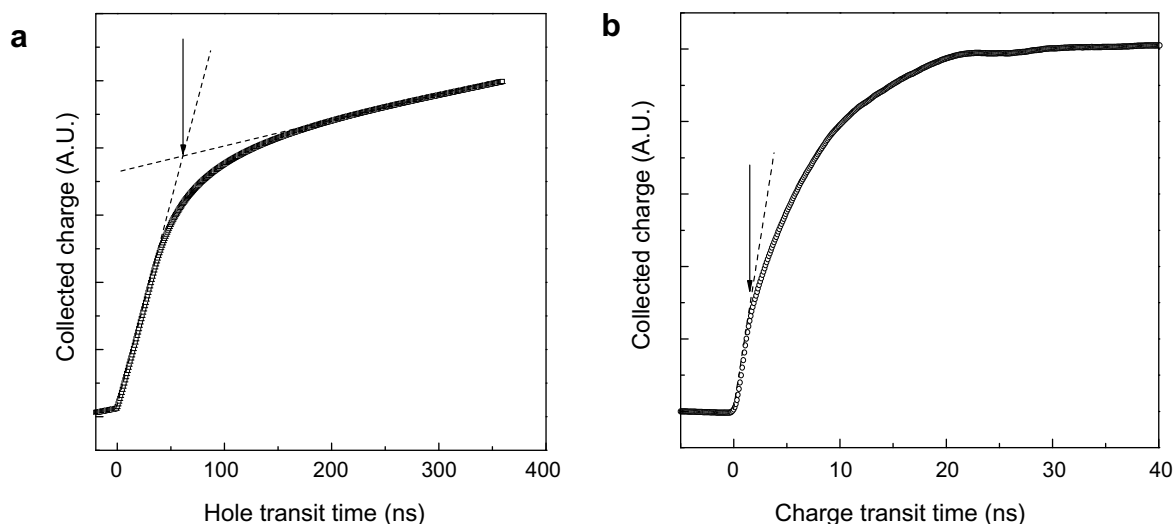 a
Collected charge (A.U.)
0 100 200 300 400
Hole transit time (ns)
b
Collected charge (A.U.)
0 10 20 30 40
Charge transit time (ns)